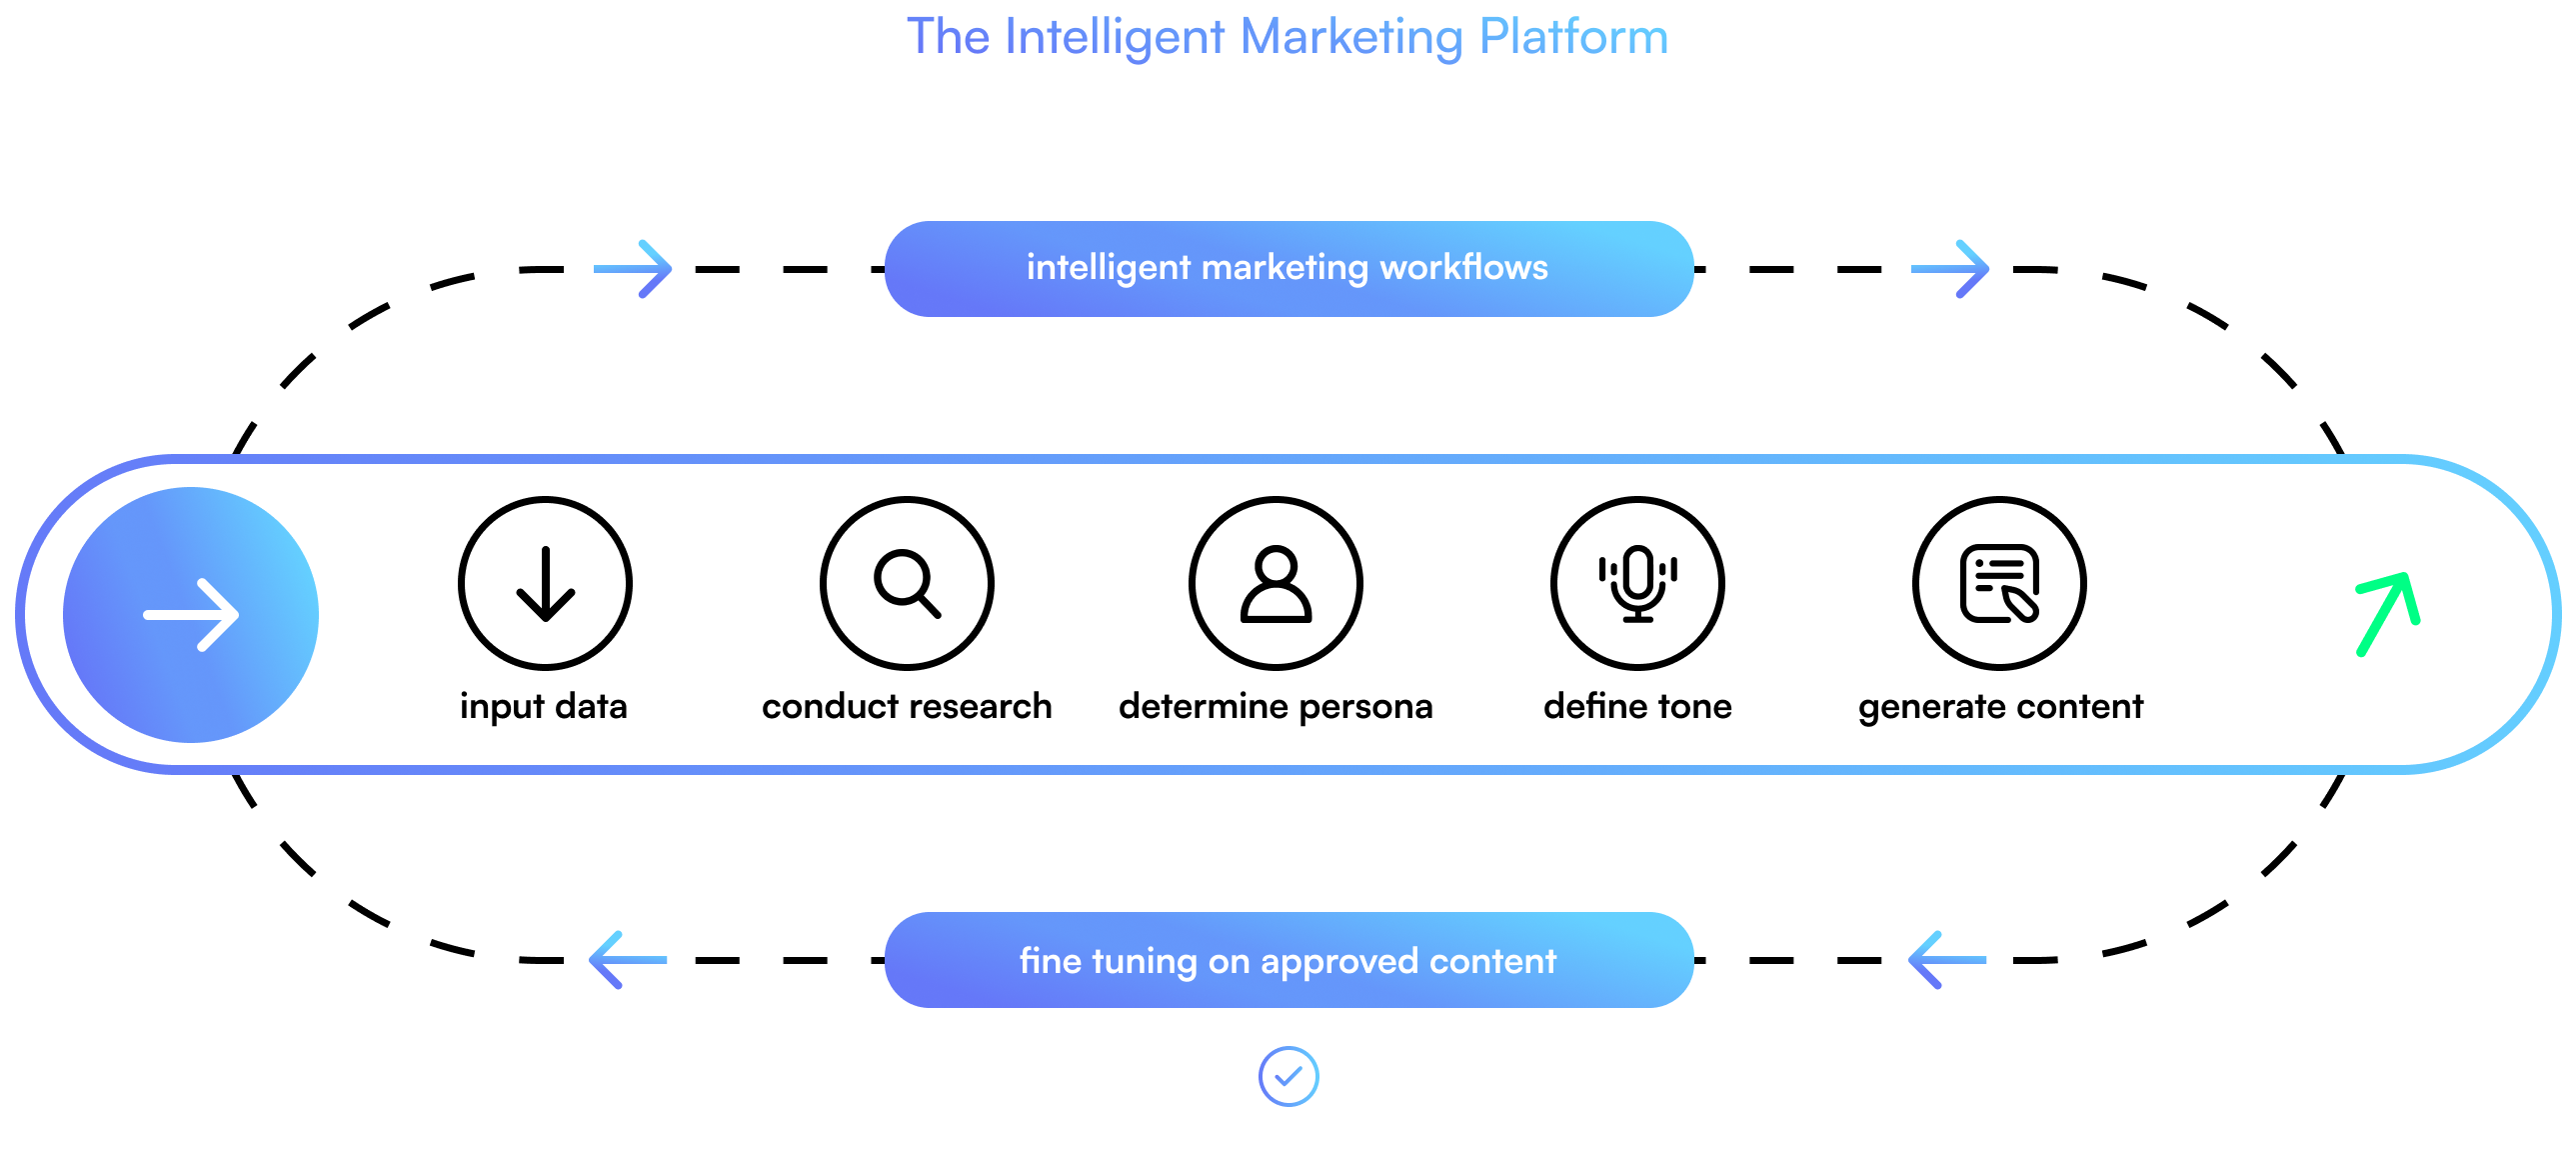 The Intelligent Marketing Platform
intelligent marketing workflows
input data
conduct research
determine persona
define tone
generate content
fine tuning on approved content